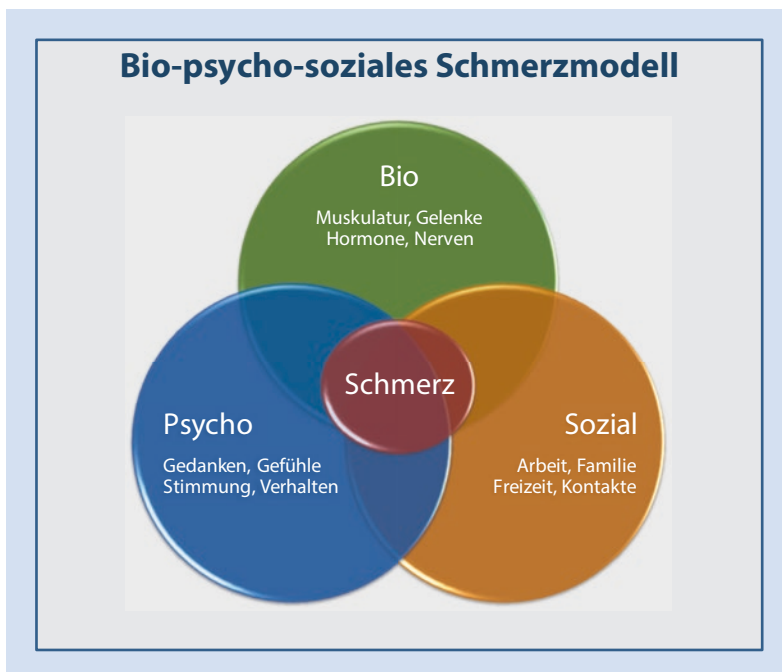 Bio-psycho-soziales Schmerzmodell
Bio
Muskulatur, Gelenke
Hormone, Nerven
Schmerz
Psycho
Gedanken, Gefühle
Stimmung, Verhalten
Sozial
Arbeit, Familie
Freizeit, Kontakte